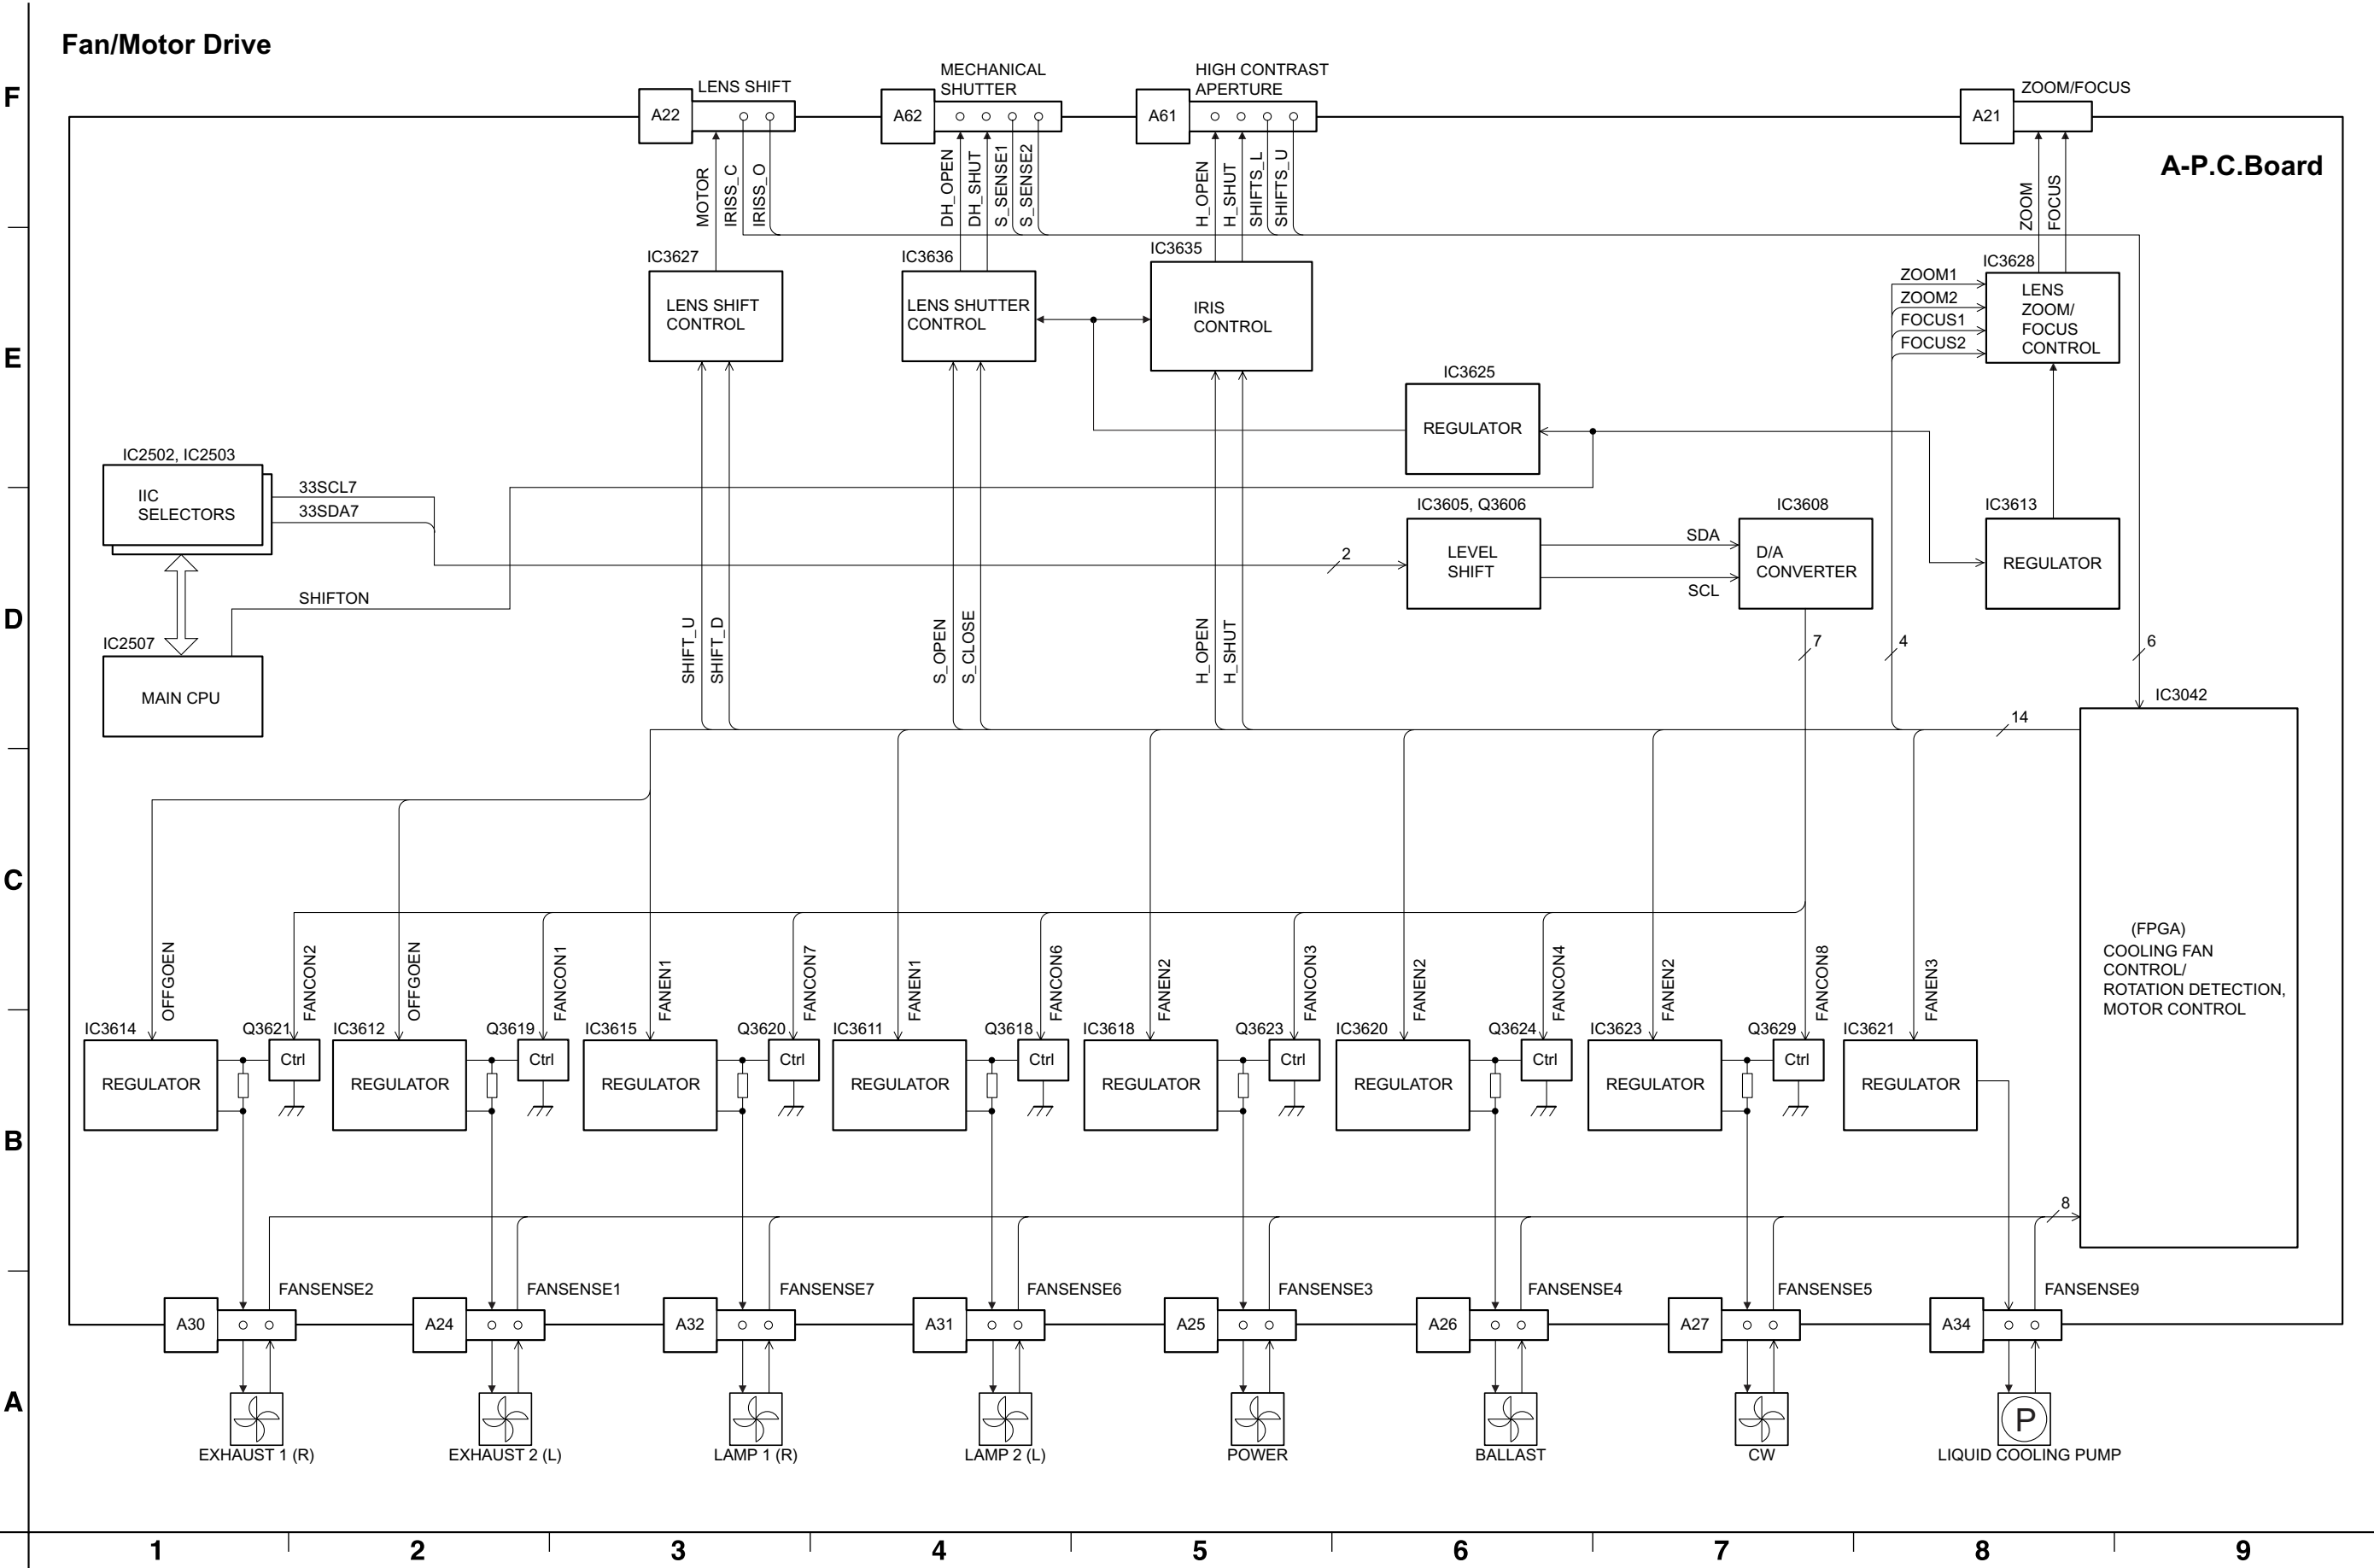 Fan/Motor Drive
F
A22
LENS SHIFT
A62
MECHANICAL
SHUTTER
A61
HIGH CONTRAST
APERTURE
A21
ZOOM/FOCUS
A-P.C.Board
MOTOR
IRISS_C
IRISS_O
DH_OPEN
DH_SHUT
S_SENSE1
S_SENSE2
H_OPEN
H_SHUT
SHIFTS_L
SHIFTS_U
ZOOM
FOCUS
E
IC3627
LENS SHIFT
CONTROL
IC3636
LENS SHUTTER
CONTROL
IC3635
IRIS
CONTROL
IC3628
LENS
ZOOM/
FOCUS
CONTROL
ZOOM1
ZOOM2
FOCUS1
FOCUS2
IC3625
REGULATOR
IC2502, IC2503
IIC
SELECTORS
33SCL7
33SDA7
D
SHIFTON
IC2507
MAIN CPU
2
IC3605, Q3606
LEVEL
SHIFT
SDA
SCL
IC3608
D/A
CONVERTER
IC3613
REGULATOR
SHIFT_U
SHIFT_D
S_OPEN
S_CLOSE
H_OPEN
H_SHUT
7
4
6
14
IC3042
(FPGA)
COOLING FAN
CONTROL/
ROTATION DETECTION,
MOTOR CONTROL
C
OFFGOEN
FANCON2
OFFGOEN
FANCON1
FANEN1
FANCON7
FANEN1
FANCON6
FANEN2
FANCON3
FANEN2
FANCON4
FANEN2
FANCON8
FANEN3
B
IC3614
REGULATOR
Q3621
Ctrl
IC3612
REGULATOR
Q3619
Ctrl
IC3615
REGULATOR
Q3620
Ctrl
IC3611
REGULATOR
Q3618
Ctrl
IC3618
REGULATOR
Q3623
Ctrl
IC3620
REGULATOR
Q3624
Ctrl
IC3623
REGULATOR
Q3629
Ctrl
IC3621
REGULATOR
8
A
A30
FANSENSE2
A24
FANSENSE1
A32
FANSENSE7
A31
FANSENSE6
A25
FANSENSE3
A26
FANSENSE4
A27
FANSENSE5
A34
FANSENSE9
P
EXHAUST 1 (R)
EXHAUST 2 (L)
LAMP 1 (R)
LAMP 2 (L)
POWER
BALLAST
CW
LIQUID COOLING PUMP
1
2
3
4
5
6
7
8
9